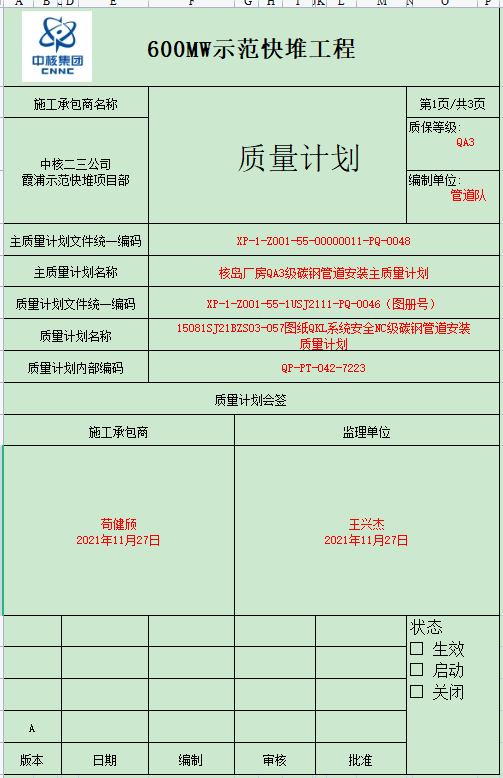 A B C D E F G H I J K L M N O P
中核集团
CNNC
600MW示范快堆工程
施工承包商名称
质量计划
第1页/共3页
中核二三公司
霞浦示范快堆项目部
质保等级:
QA3
编制单位:
管道队
主质量计划文件统一编码
XP-1-Z001-55-00000011-PQ-0048
主质量计划名称
核岛厂房QA3级碳钢管道安装主质量计划
质量计划文件统一编码
XP-1-Z001-55-1USJ2111-PQ-0046（图册号）
质量计划名称
15081SJ21BZS03-057图纸QKL系统安全NC级碳钢管道安装
质量计划
质量计划内部编码
QP-PT-042-7223
质量计划会签
施工承包商
监理单位
苟健颀
2021年11月27日
王兴杰
2021年11月27日
状态
□ 生效
□ 启动
□ 关闭
A
版本
日期
编制
审核
批准